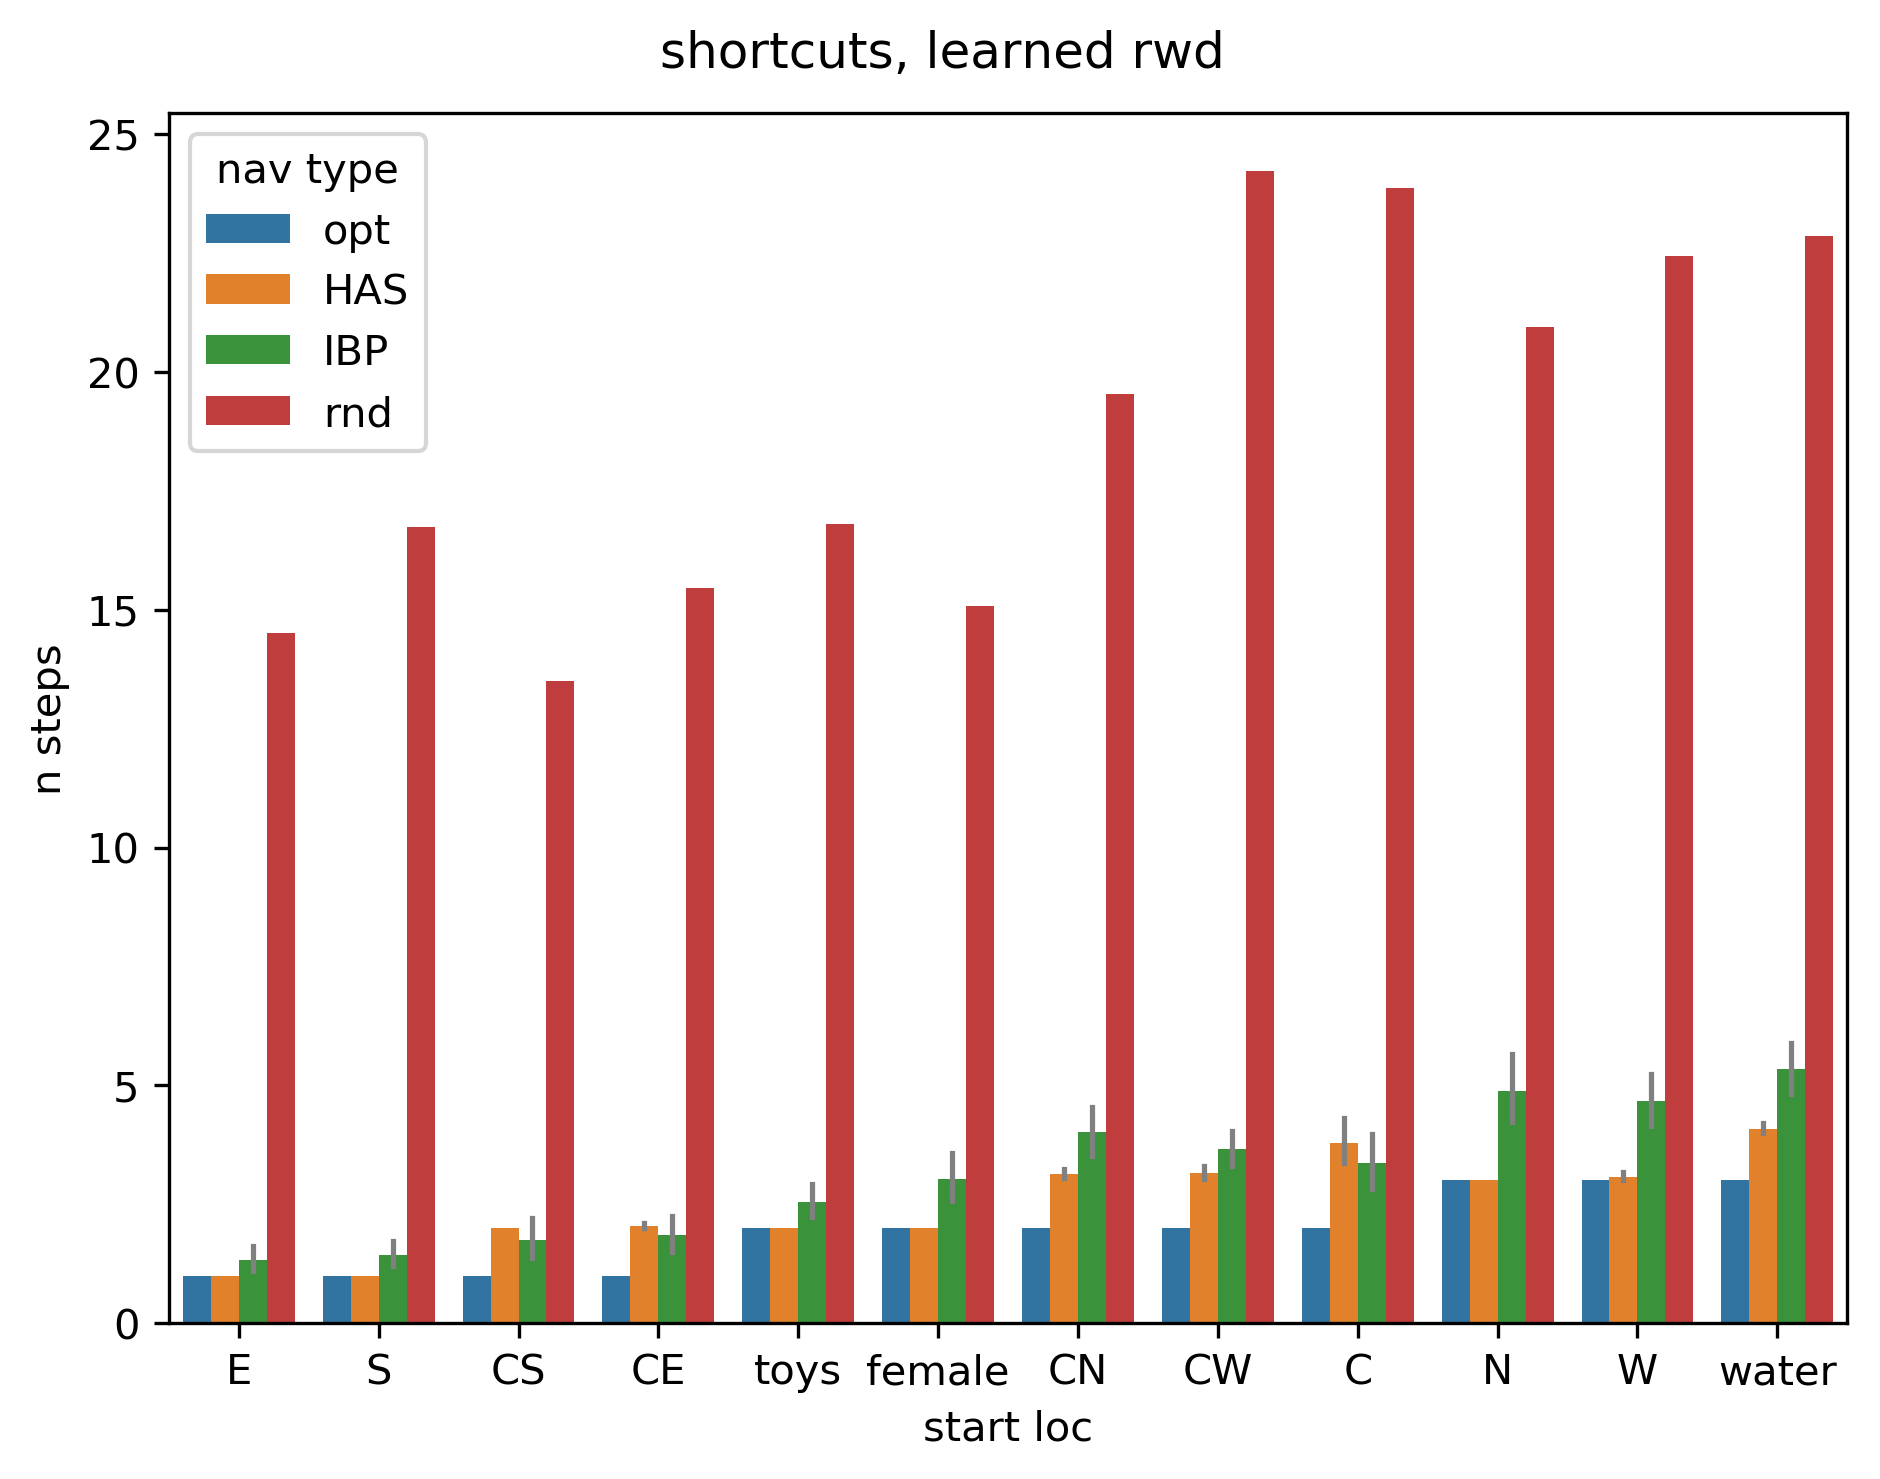 shortcuts, learned rwd
25
20
15
10
5
0
n steps
nav type
opt
HAS
IBP
rnd
E S CS CE toys female CN CW C N W water
start loc